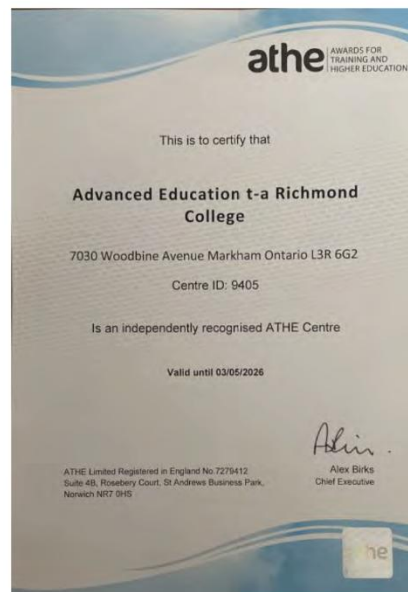 athe
AWARDS FOR
TRAINING AND
HIGHER EDUCATION
This is to certify that
Advanced Education t-a Richmond
College
7030 Woodbine Avenue Markham Ontario L3R 6G2
Centre ID: 9405
Is an independently recognised ATHE Centre
Valid until 03/05/2026
ATHE Limited Registered in England No 7279412
Suite 4B, Rosebery Court, St Andrews Business Park,
Norwich NR7 0HS
Alex Birks
Chief Executive
he